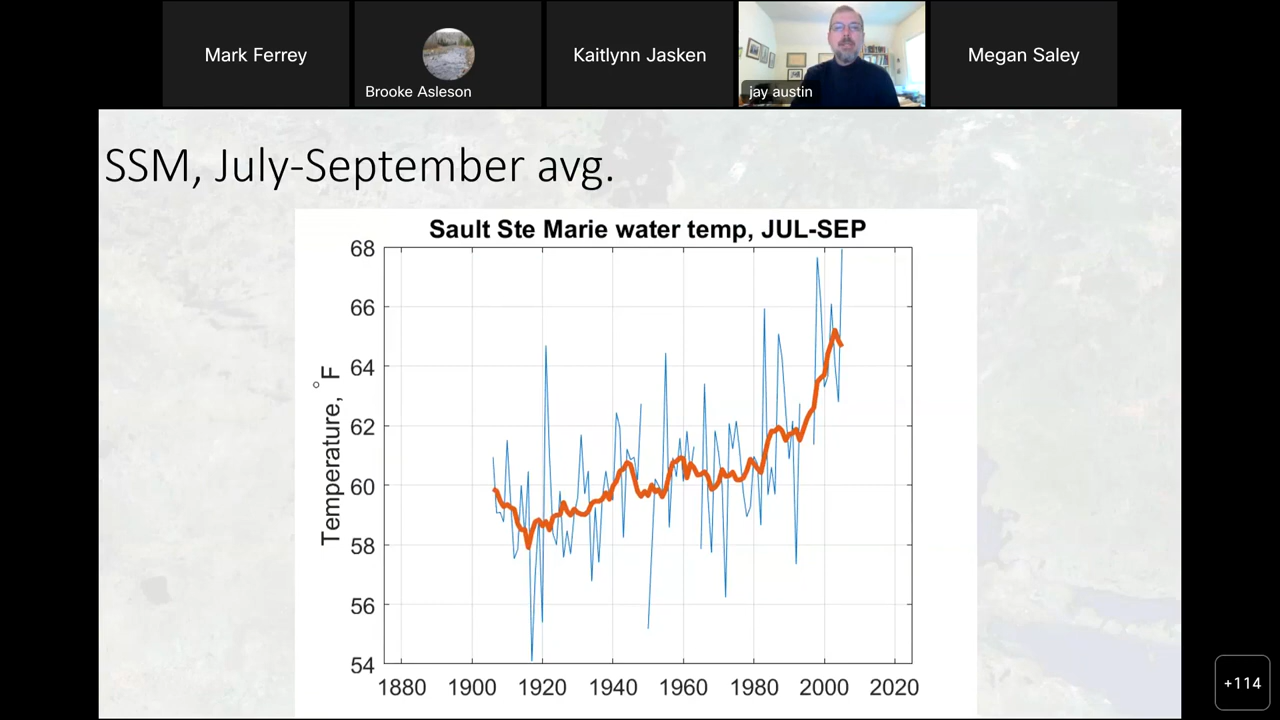 Mark Ferrey
Brooke Asleson
Kaitlynn Jasken
jay austin
Megan Saley
SSM, July-September avg.
Sault Ste Marie water temp, JUL-SEP
68
66
64
62
60
58
56
54
Temperature, °F
1880 1900 1920 1940 1960 1980 2000 2020
+114